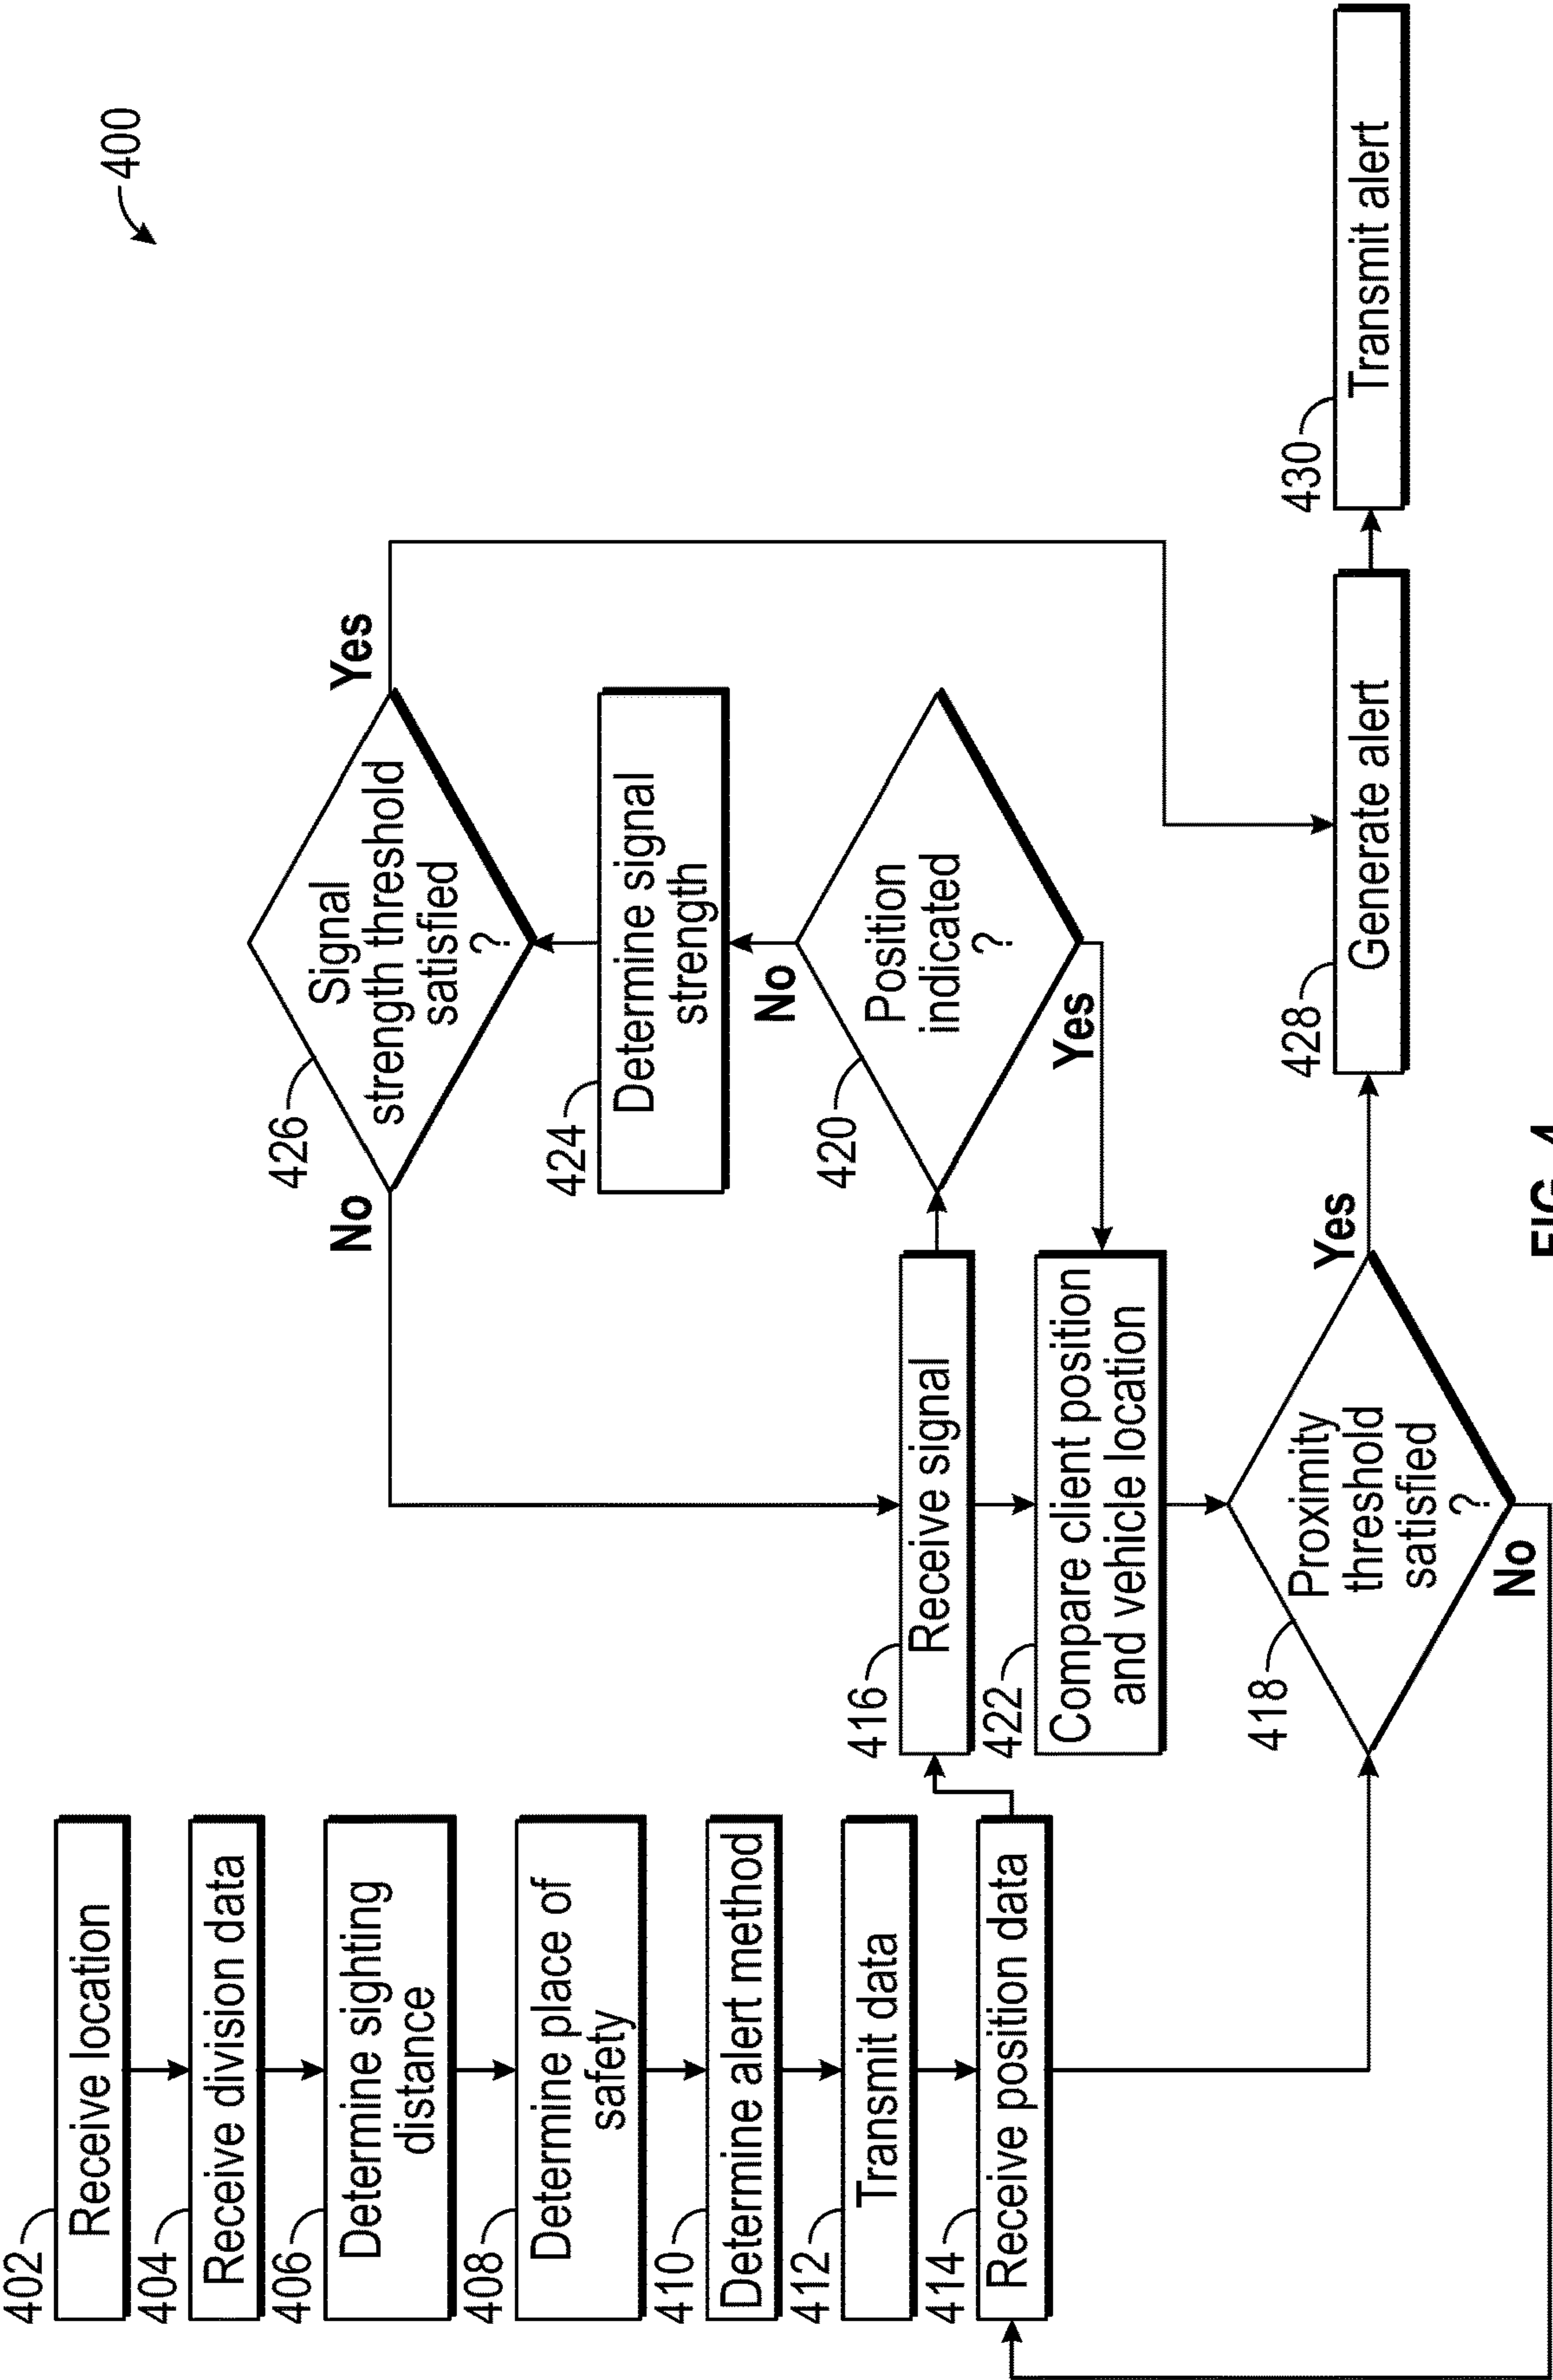 400
402
Receive location
404
Receive division data
406
Determine sighting
distance
408
Determine place of
safety
410
Determine alert method
412
Transmit data
414
Receive position data
416
Receive signal
422
Compare client position
and vehicle location
418
Proximity
threshold
satisfied
?
Yes
No
426
Signal
strength threshold
satisfied
?
No
Yes
424
Determine signal
strength
No
420
Position
indicated
?
Yes
428
Generate alert
430
Transmit alert
FIG. 4